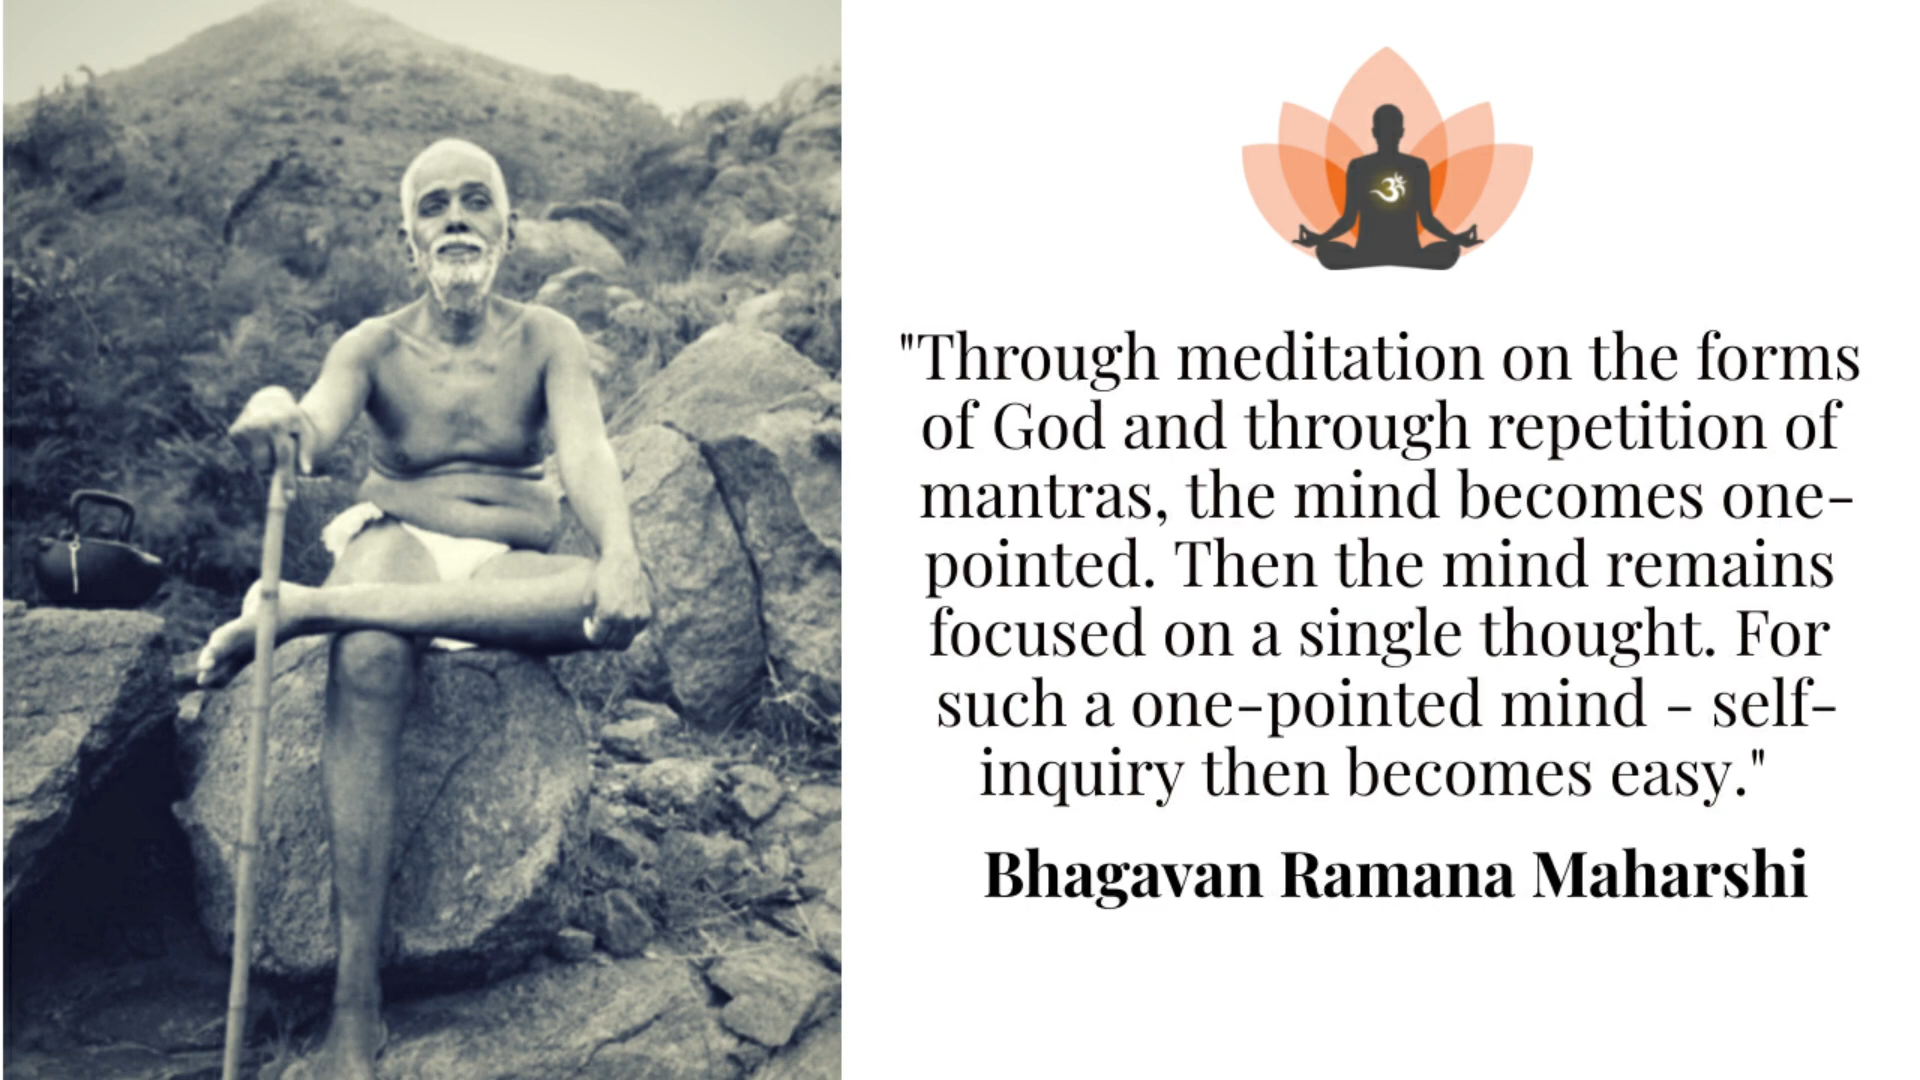 ॐ
"Through meditation on the forms
of God and through repetition of
mantras, the mind becomes one-
pointed. Then the mind remains
focused on a single thought. For
such a one-pointed mind - self-
inquiry then becomes easy."
Bhagavan Ramana Maharshi